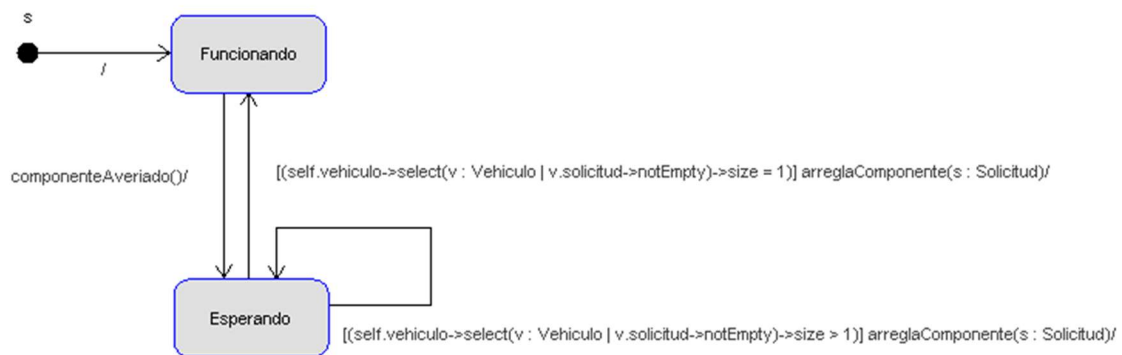 s
Funcionando
/
componenteAveriado()/
[(self.vehiculo->select(v : Vehiculo | v.solicitud->notEmpty)->size = 1)] arreglaComponente(s : Solicitud)/
Esperando
[(self.vehiculo->select(v : Vehiculo | v.solicitud->notEmpty)->size > 1)] arreglaComponente(s : Solicitud)/